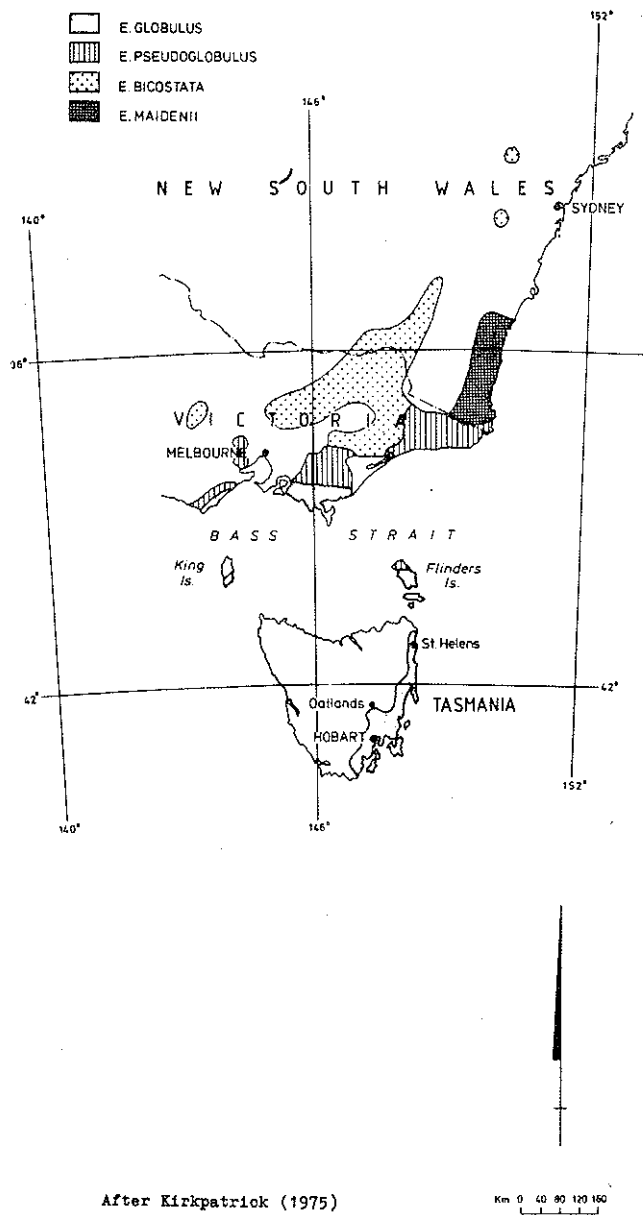 E. GLOBULUS
E. PSEUDOGLOBULUS
E. BICOSTATA
E. MAIDENII
152°
146°
NEW SOUTH WALES
SYDNEY
140°
36°
VICTORIA
MELBOURNE
BASS STRAIT
King
Is.
Flinders
Is.
St. Helens
42°
Oatlands
TASMANIA
42°
HOBART
140°
146°
152°
After Kirkpatrick (1975)
Km 0 40 80 120 160